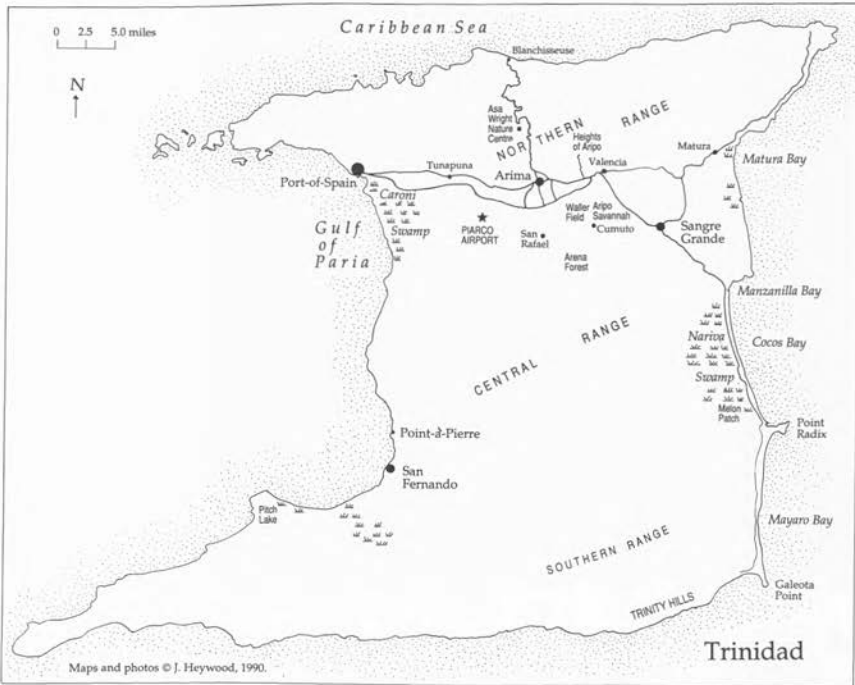 Caribbean Sea
0 2.5 5.0 miles
N
Blanchisseuse
Asa
Wright
Nature
Centre
NORTHERN RANGE
Heights
of Aripo
Matura
Matura Bay
Tunapuna
Valencia
Arima
Port-of-Spain
Caroni
Swamp
Gulf
of
Paria
PIARCO
AIRPORT
San
Rafael
Waller
Field
Aripo
Savannah
Cumuto
Sangre
Grande
Arena
Forest
Manzanilla Bay
CENTRAL RANGE
Nariva
Swamp
Cocos Bay
Melon
Patch
Point
Radix
Point-à-Pierre
San
Fernando
Pitch
Lake
Mayaro Bay
SOUTHERN RANGE
Galeota
Point
TRINITY HILLS
Trinidad
Maps and photos © J. Heywood, 1990.